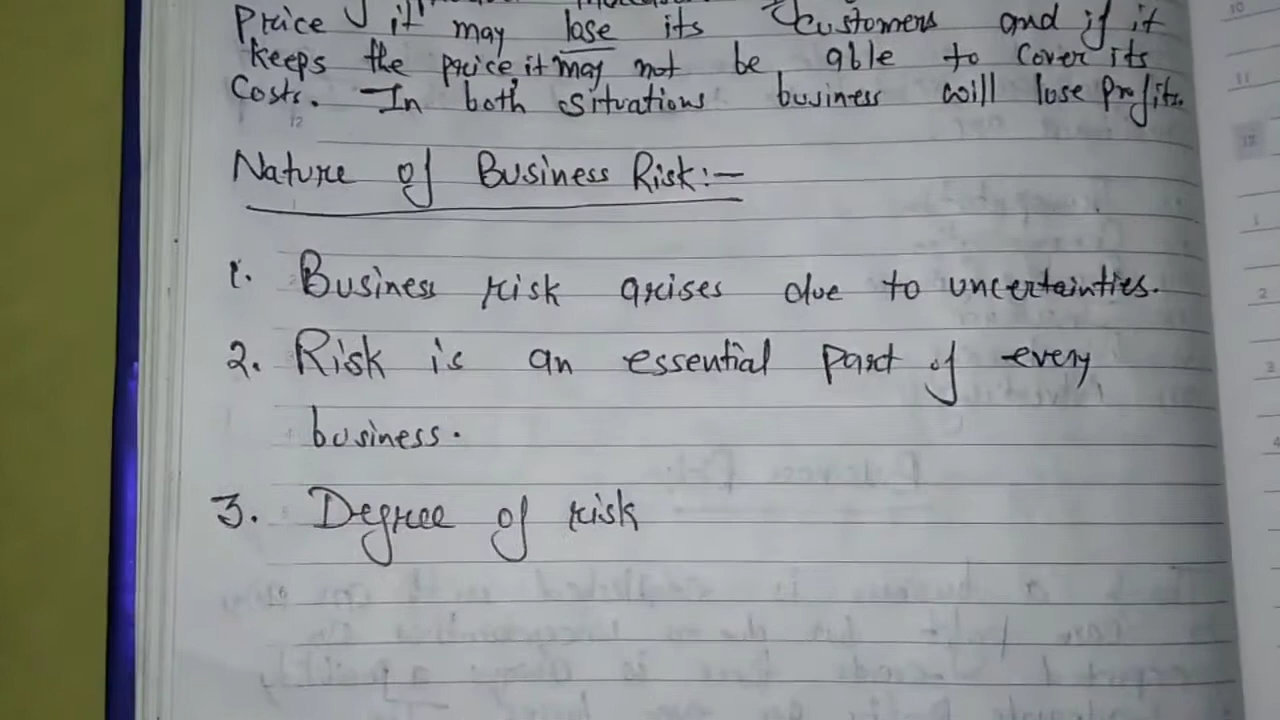 Price it may lose its Customers and if it
keeps the price, it may not be able to cover its
Costs. In both situations business will lose profits.
Nature of Business Risk:-
1. Business risk arises due to uncertainties.
2. Risk is an essential part of every
business.
3. Degree of risk